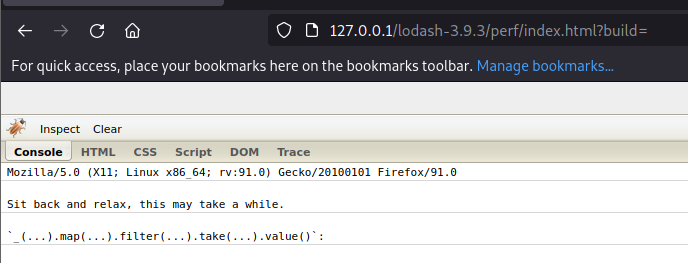 127.0.0.1/lodash-3.9.3/perf/index.html?build=
For quick access, place your bookmarks here on the bookmarks toolbar. Manage bookmarks...
Inspect Clear
Console HTML CSS Script DOM Trace
Mozilla/5.0 (X11; Linux x86_64; rv:91.0) Gecko/20100101 Firefox/91.0
Sit back and relax, this may take a while.
`_(...).map(...).filter(...).take(...).value()`: